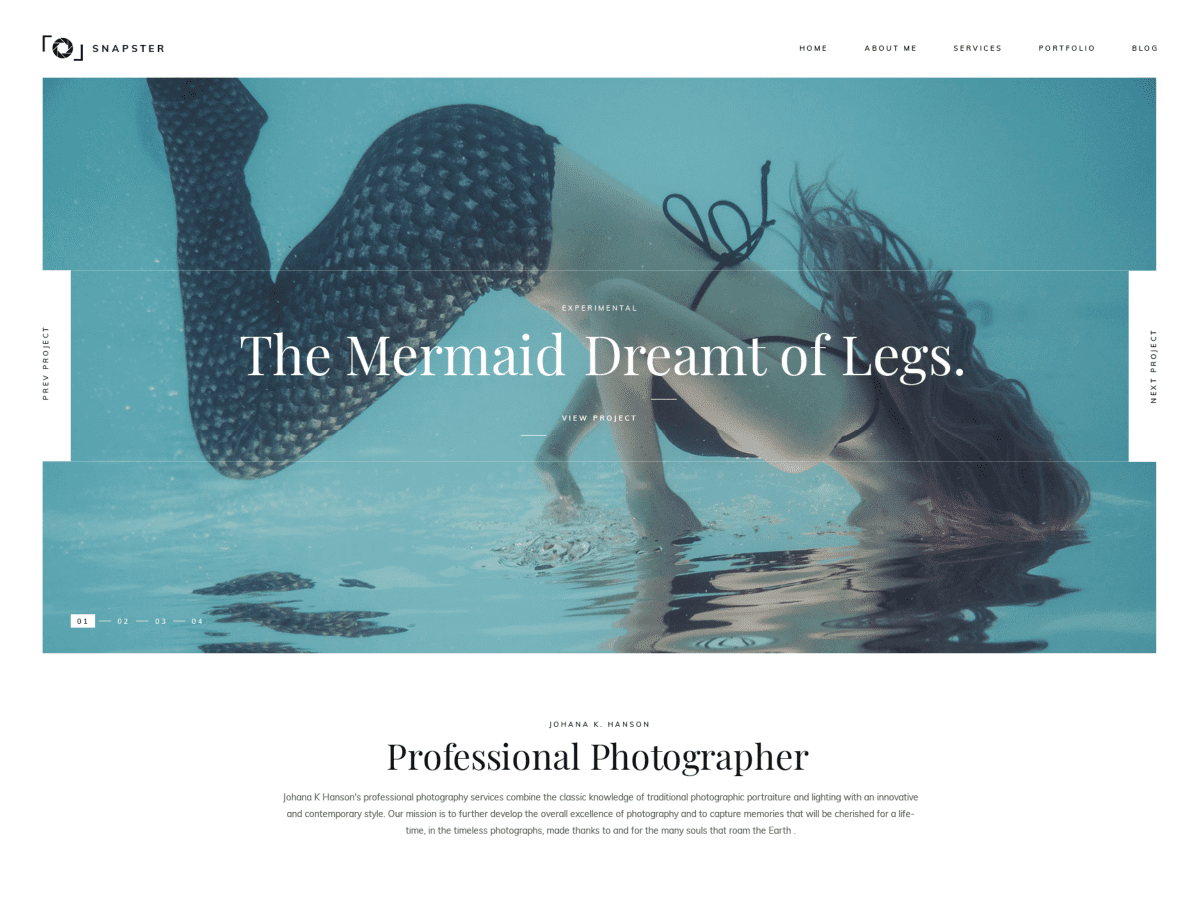 SNAPSTER
HOME ABOUT ME SERVICES PORTFOLIO BLOG
EXPERIMENTAL
The Mermaid Dreamt of Legs.
VIEW PROJECT
PREV PROJECT
NEXT PROJECT
01 02 03 04
JOHANA K. HANSON
Professional Photographer
Johana K Hanson's professional photography services combine the classic knowledge of traditional photographic portraiture and lighting with an innovative
and contemporary style. Our mission is to further develop the overall excellence of photography and to capture memories that will be cherished for a life-
time, in the timeless photographs, made thanks to and for the many souls that roam the Earth .